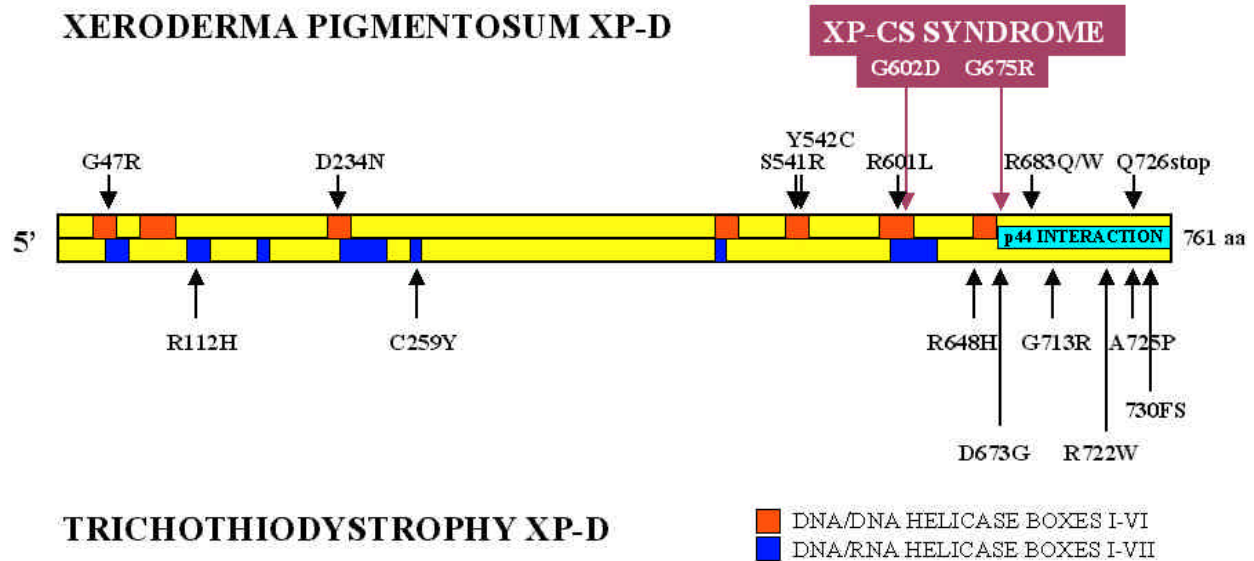 XERODERMA PIGMENTOSUM XP-D
XP-CS SYNDROME
G602D G675R
Y542C
G47R D234N S541R R601L R683Q/W Q726stop
5’ p44 INTERACTION 761 aa
R112H C259Y R648H G713R A725P
730FS
D673G R722W
TRICHOTHIODYSTROPHY XP-D
DNA/DNA HELICASE BOXES I-VI
DNA/RNA HELICASE BOXES I-VII